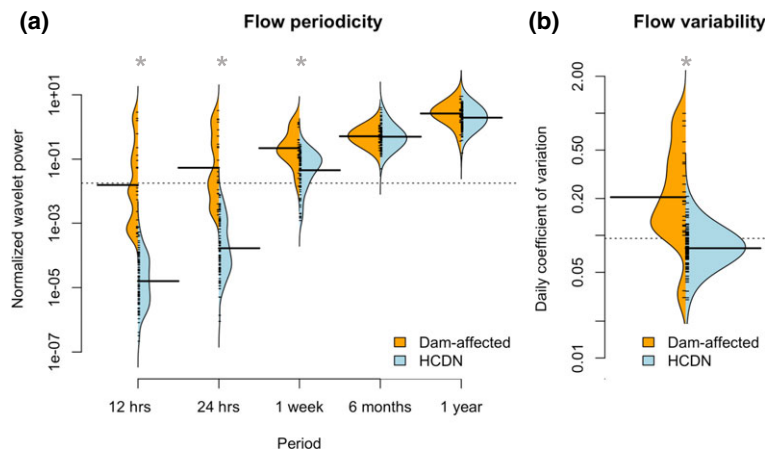 (a)
Flow periodicity
* * *
Normalized wavelet power
1e+01
1e-01
1e-03
1e-05
1e-07
Dam-affected
HCDN
12 hrs 24 hrs 1 week 6 months 1 year
Period
(b)
Flow variability
*
Daily coefficient of variation
2.00
0.50
0.20
0.05
0.01
Dam-affected
HCDN